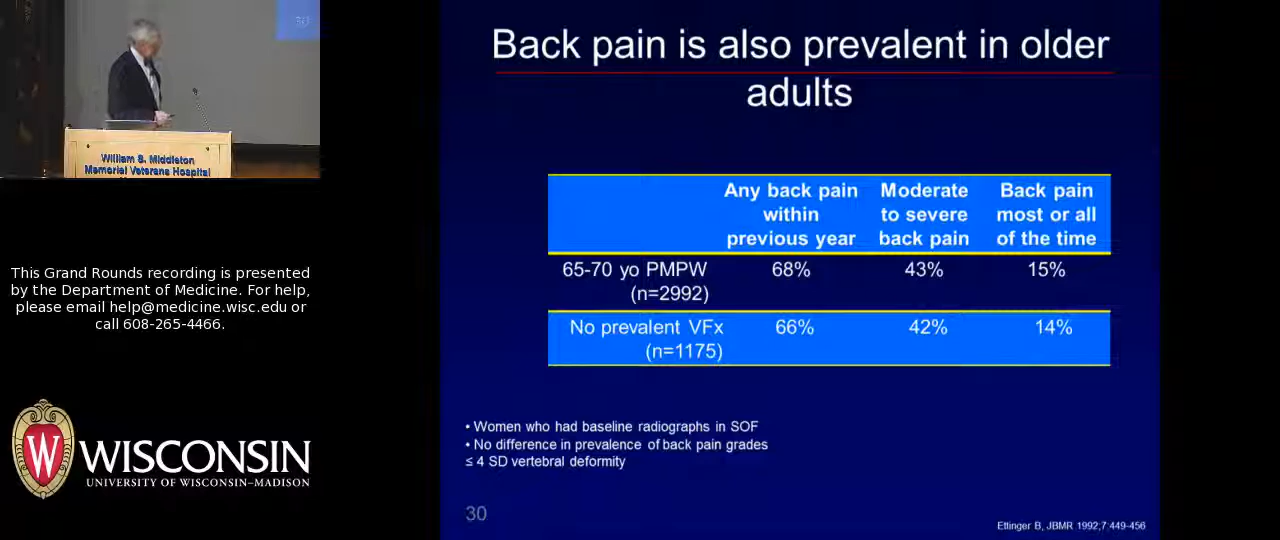 30
William S. Middleton
Memorial Veterans Hospital
This Grand Rounds recording is presented
by the Department of Medicine. For help,
please email help@medicine.wisc.edu or
call 608-265-4466.
W
WISCONSIN
UNIVERSITY OF WISCONSIN–MADISON
Back pain is also prevalent in older
adults
Any back pain within previous year
Moderate to severe back pain
Back pain most or all of the time
65-70 yo PMPW (n=2992) 68% 43% 15%
No prevalent VFx (n=1175) 66% 42% 14%
• Women who had baseline radiographs in SOF
• No difference in prevalence of back pain grades
≤ 4 SD vertebral deformity
30
Ettinger B, JBMR 1992;7:449-456